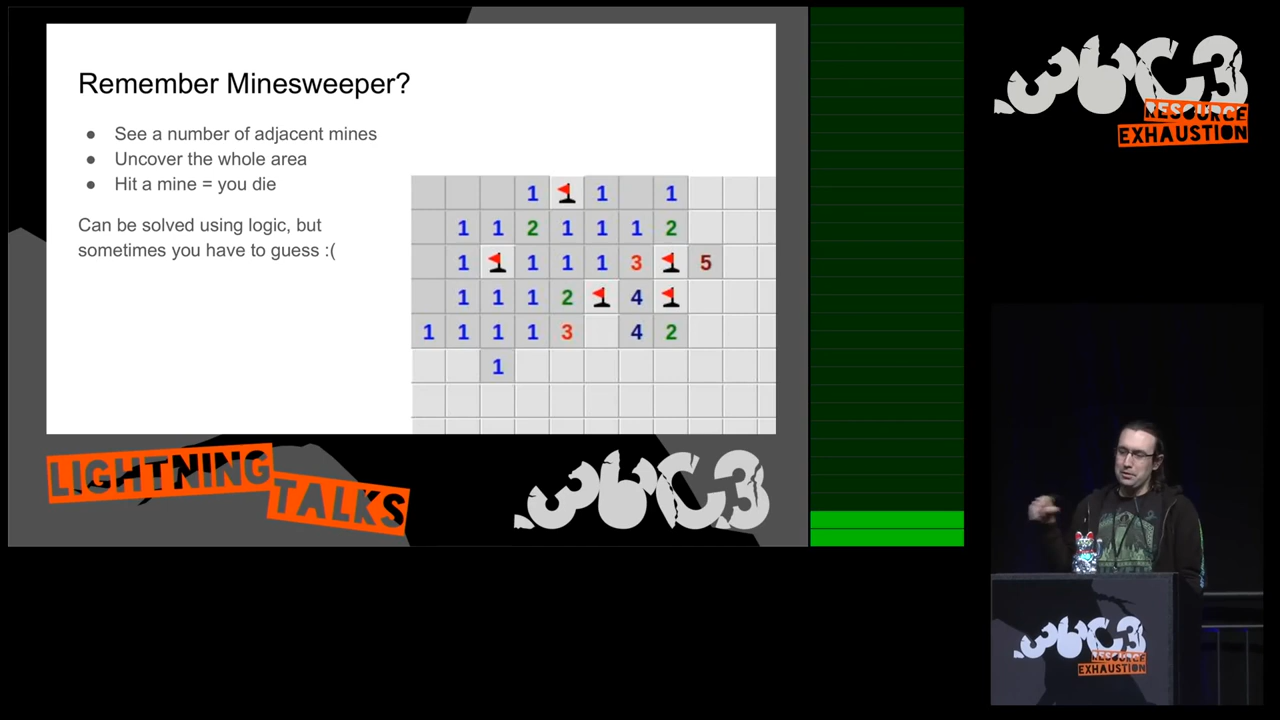 Remember Minesweeper?
● See a number of adjacent mines
● Uncover the whole area
● Hit a mine = you die
Can be solved using logic, but
sometimes you have to guess :(
1 1 1
1 1 2 1 1 1 2
1 1 1 1 3 5
1 1 1 2 4
1 1 1 1 3 4 2
1
LIGHTNING
TALKS
36C3
36C3
RESOURCE
EXHAUSTION
36C3
RESOURCE
EXHAUSTION